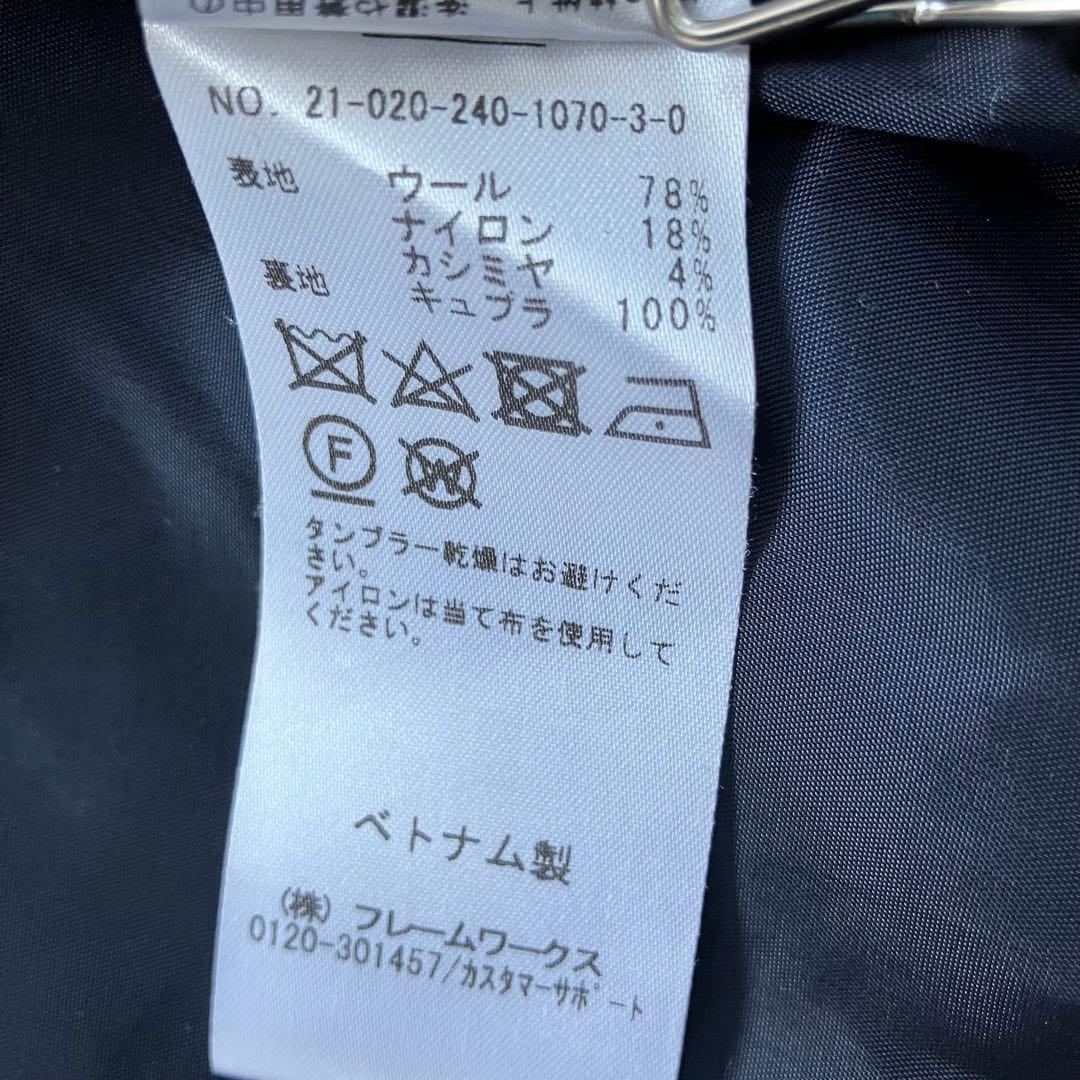 NO. 21-020-240-1070-3-0
表地 ウール 78%
ナイロン 18%
カシミヤ 4%
裏地 キュプラ 100%
F
W
タンブラー乾燥はお避けくだ
さい。
アイロンは当て布を使用して
ください。
ベトナム製
(株) フレームワークス
0120-301457/カスタマーサポート